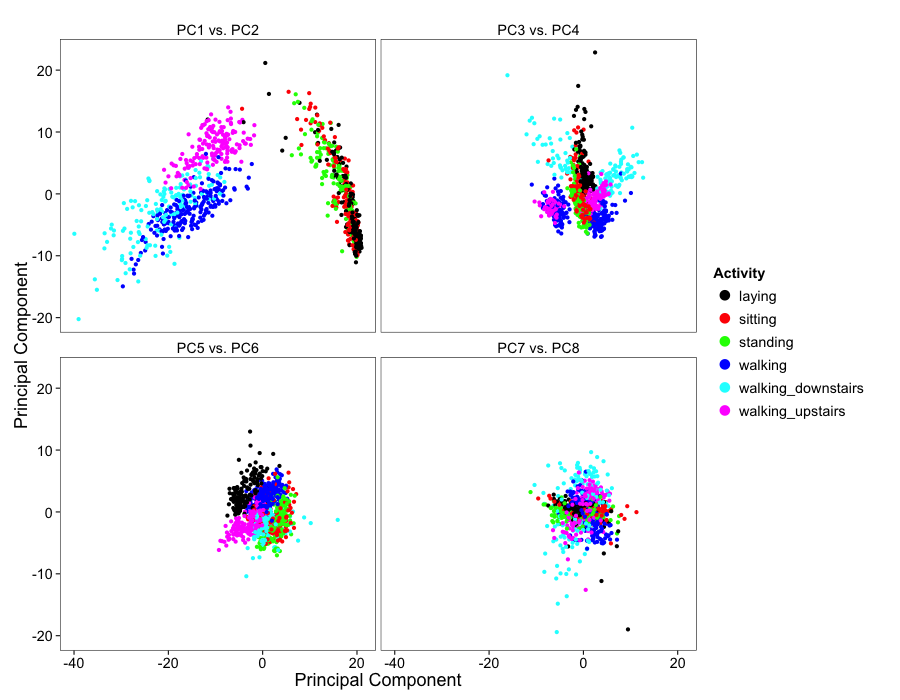 PC1 vs. PC2
PC3 vs. PC4
20
10
0
-10
-20
PC5 vs. PC6
PC7 vs. PC8
20
10
0
-10
-20
-40
-20
0
20
-40
-20
0
20
Principal Component
Principal Component
Activity
laying
sitting
standing
walking
walking_downstairs
walking_upstairs